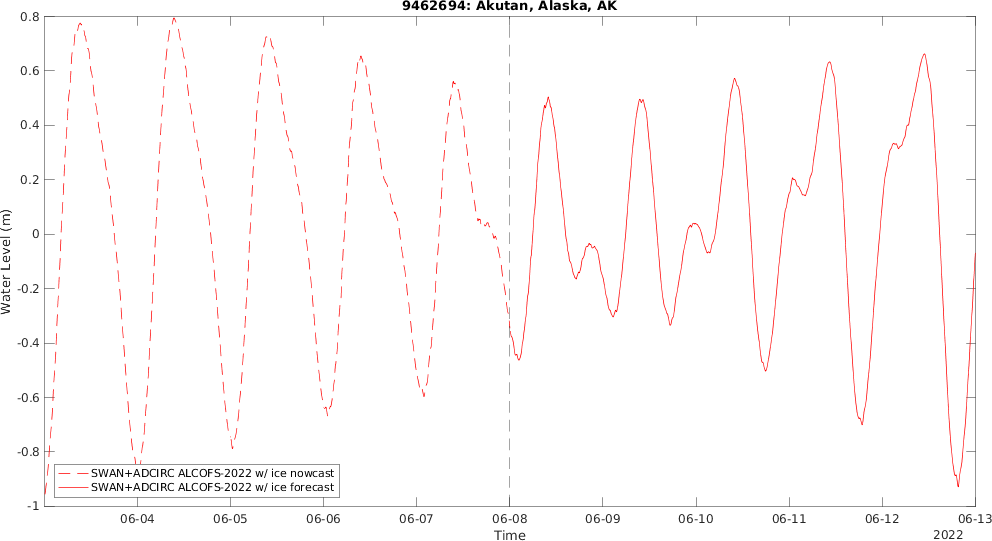 9462694: Akutan, Alaska, AK
Water Level (m)
0.8
0.6
0.4
0.2
0
-0.2
-0.4
-0.6
-0.8
-1
SWAN+ADCIRC ALCOFS-2022 w/ ice nowcast
SWAN+ADCIRC ALCOFS-2022 w/ ice forecast
06-04 06-05 06-06 06-07 06-08 06-09 06-10 06-11 06-12 06-13
Time
2022